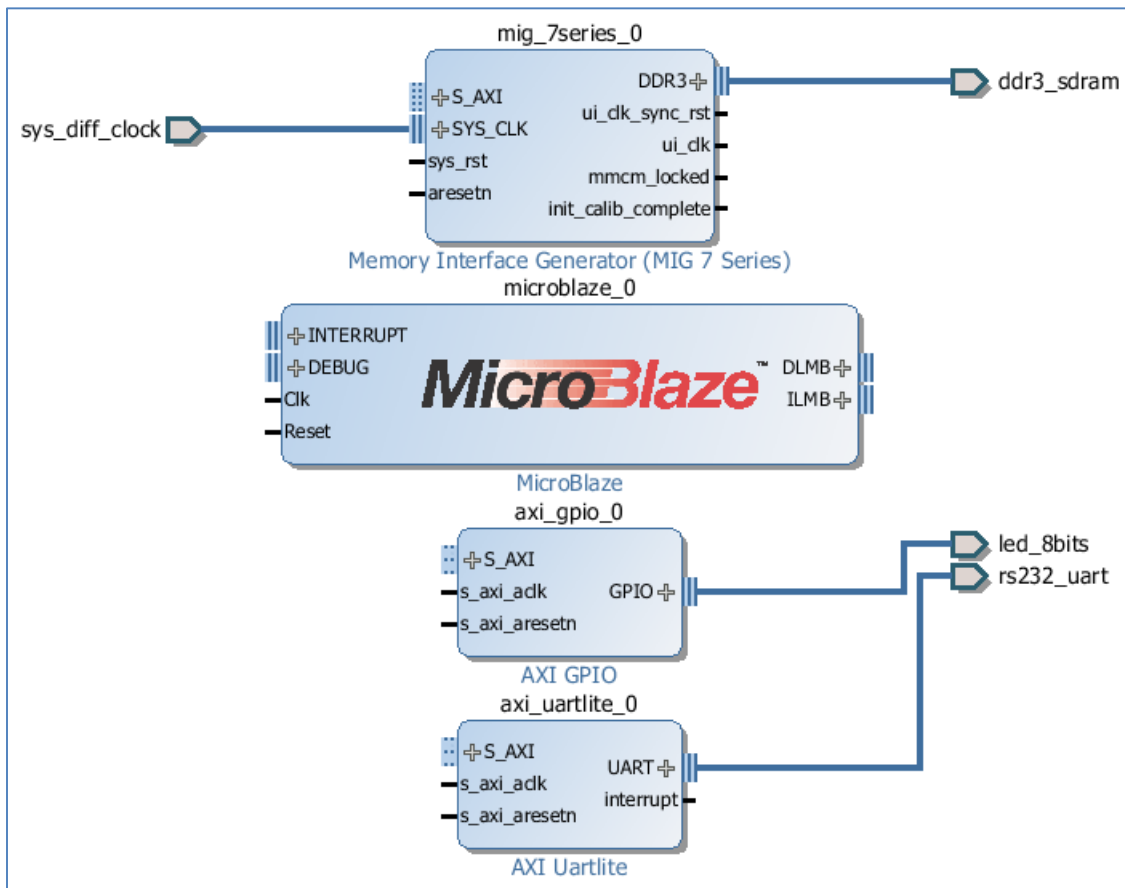 mig_7series_0
DDR3
ddr3_sdram
S_AXI
ui_clk_sync_rst
sys_diff_clock
SYS_CLK
ui_clk
sys_rst
mmcm_locked
aresetn
init_calib_complete
Memory Interface Generator (MIG 7 Series)
microblaze_0
INTERRUPT
DEBUG
MicroBlaze™
DLMB
Clk
ILMB
Reset
MicroBlaze
axi_gpio_0
led_8bits
S_AXI
rs232_uart
s_axi_aclk
GPIO
s_axi_aresetn
AXI GPIO
axi_uartlite_0
S_AXI
UART
s_axi_aclk
interrupt
s_axi_aresetn
AXI Uartlite